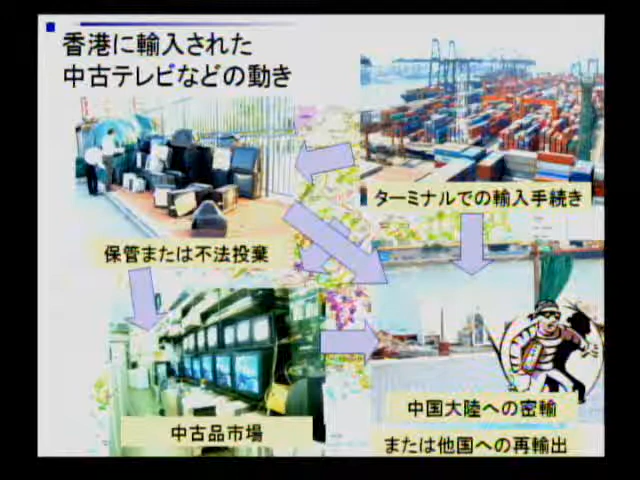 香港に輸入された
中古テレビなどの動き
ターミナルでの輸入手続き
保管または不法投棄
中古品市場
中国大陸への密輸
または他国への再輸出